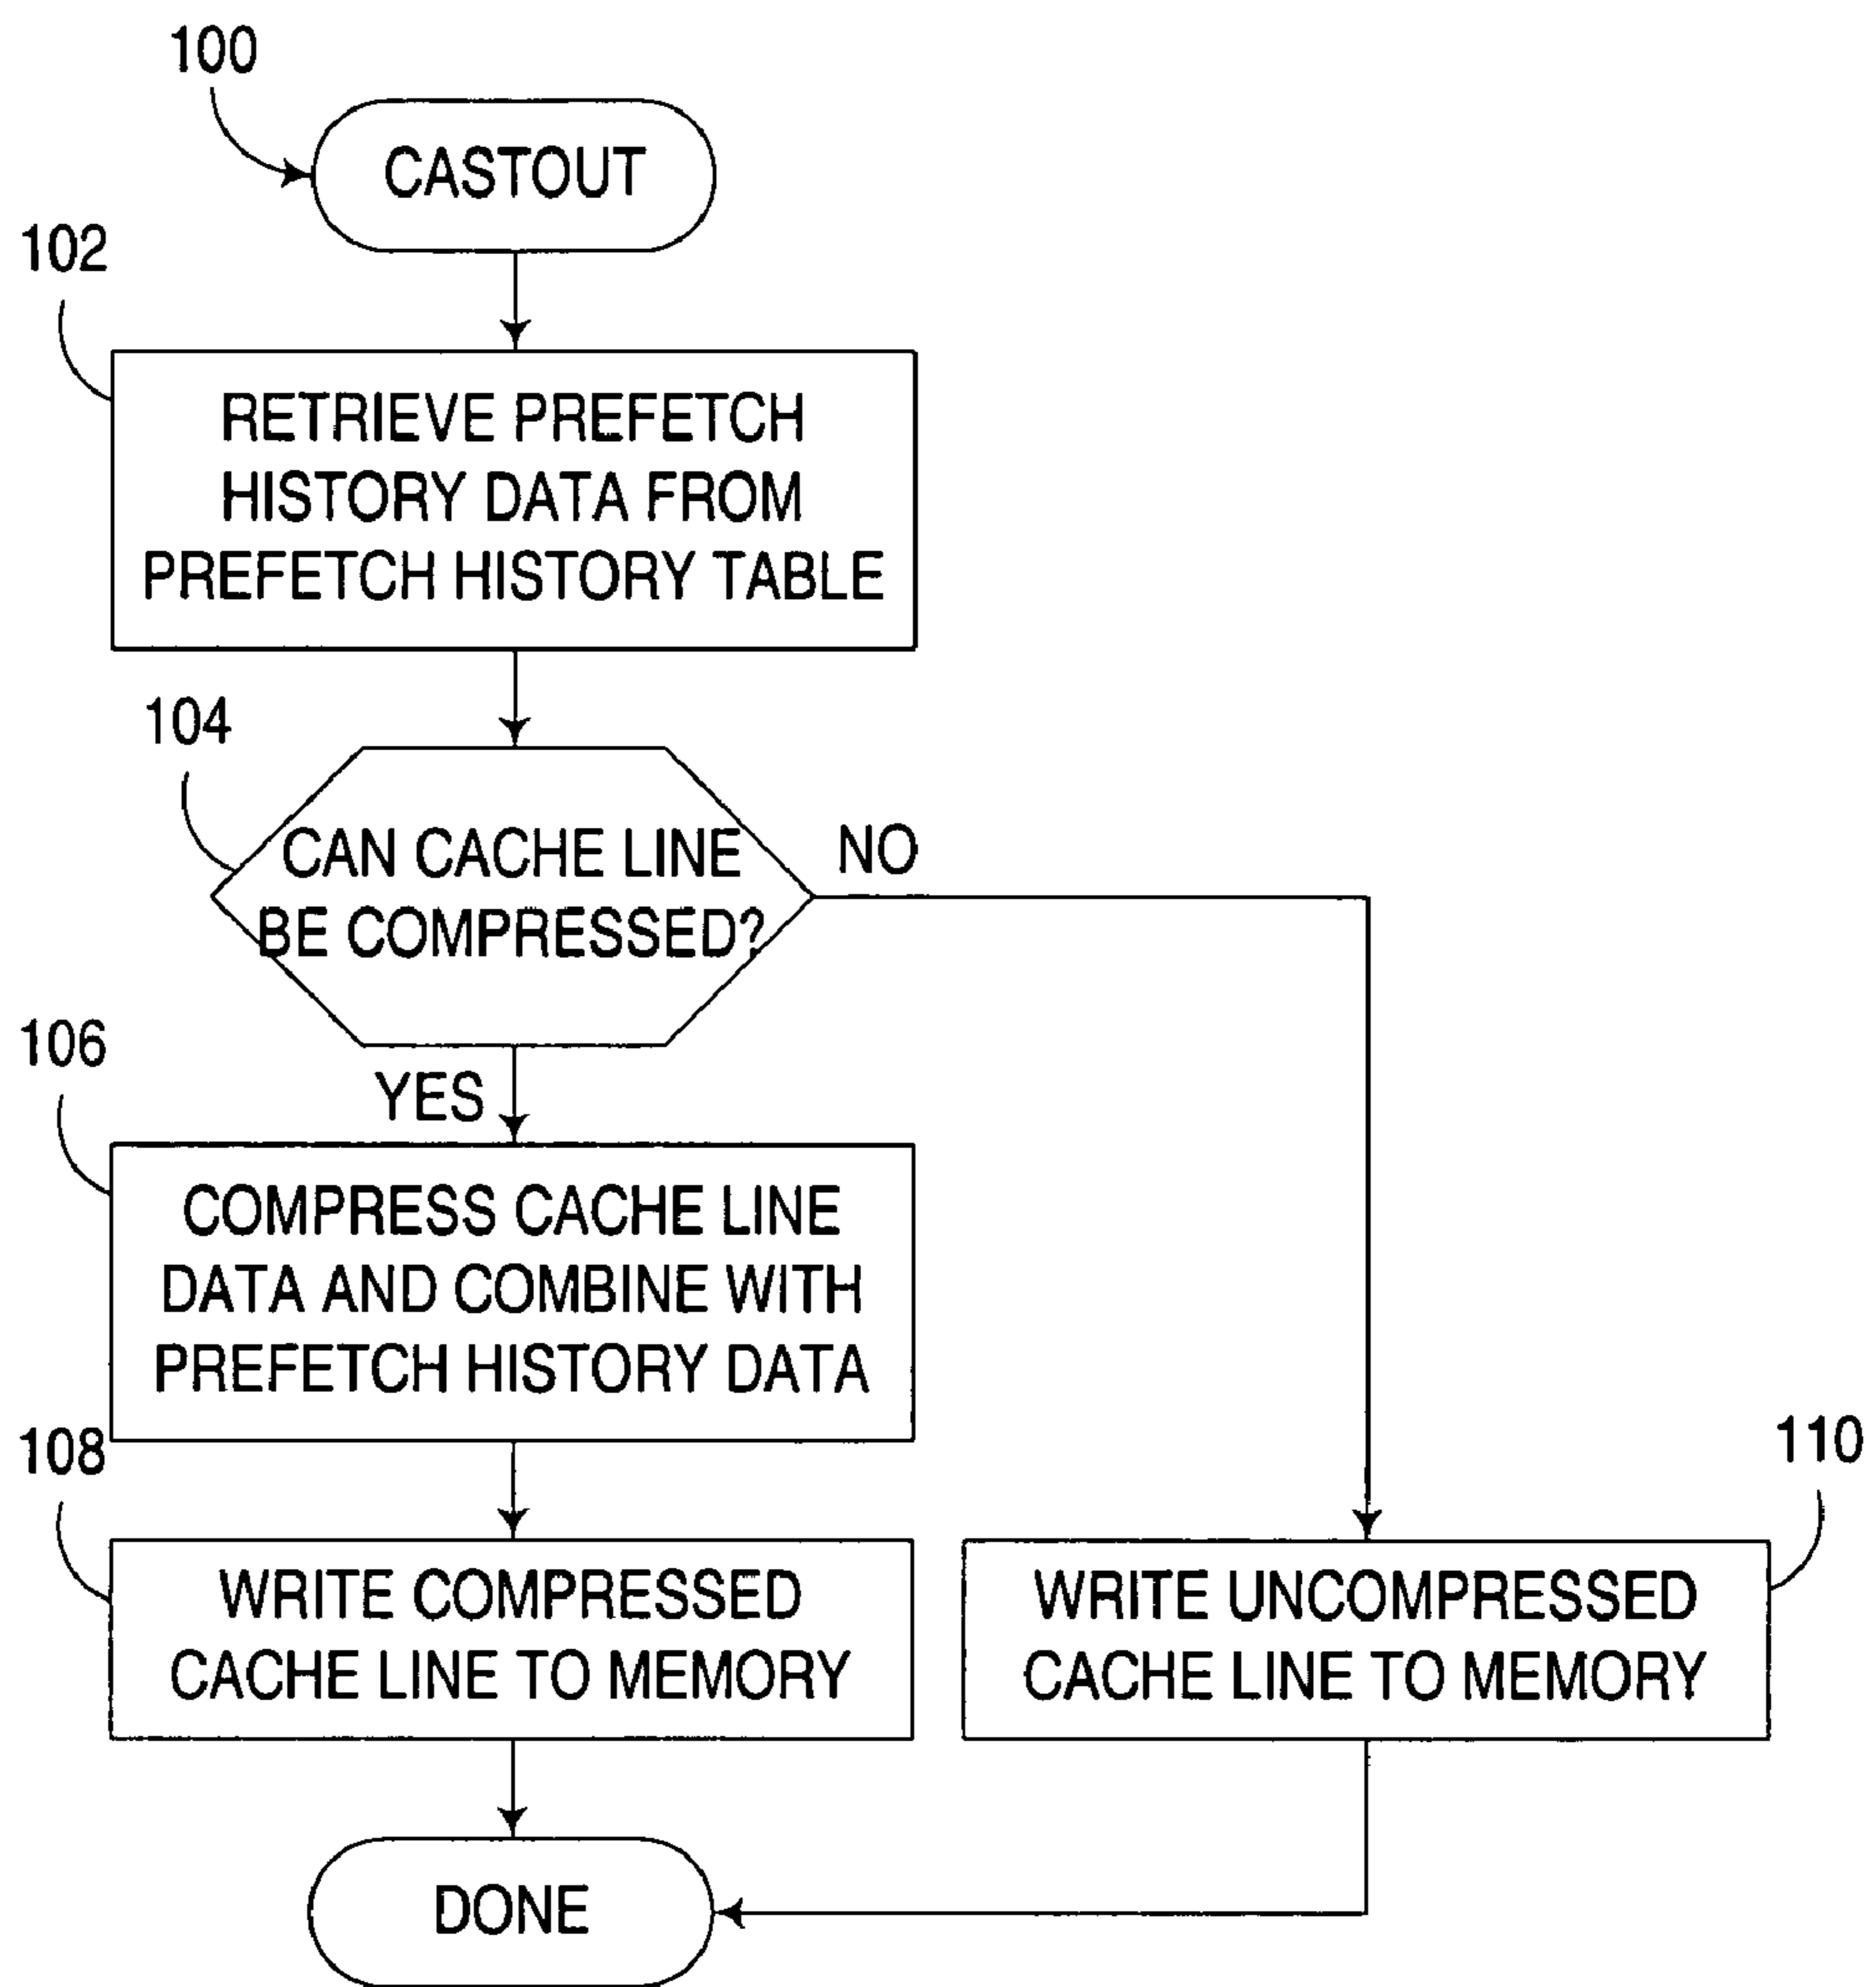 100
CASTOUT
102
RETRIEVE PREFETCH
HISTORY DATA FROM
PREFETCH HISTORY TABLE
104
CAN CACHE LINE
BE COMPRESSED?
NO
YES
106
COMPRESS CACHE LINE
DATA AND COMBINE WITH
PREFETCH HISTORY DATA
108
WRITE COMPRESSED
CACHE LINE TO MEMORY
110
WRITE UNCOMPRESSED
CACHE LINE TO MEMORY
DONE